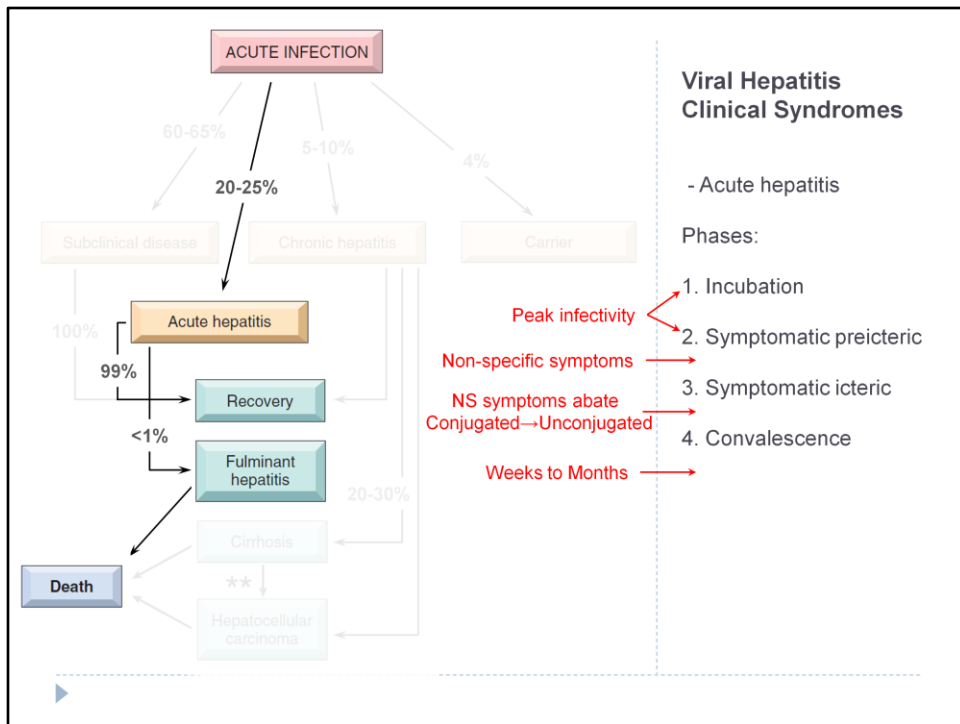 ACUTE INFECTION
60-65%
5-10%
4%
20-25%
Subclinical disease
Chronic hepatitis
Carrier
Acute hepatitis
100%
99%
Recovery
<1%
Fulminant
hepatitis
20-30%
Cirrhosis
Death
**
Hepatocellular
carcinoma
Viral Hepatitis
Clinical Syndromes
- Acute hepatitis
Phases:
1. Incubation
Peak infectivity
2. Symptomatic preicteric
Non-specific symptoms
3. Symptomatic icteric
NS symptoms abate
Conjugated→Unconjugated
4. Convalescence
Weeks to Months